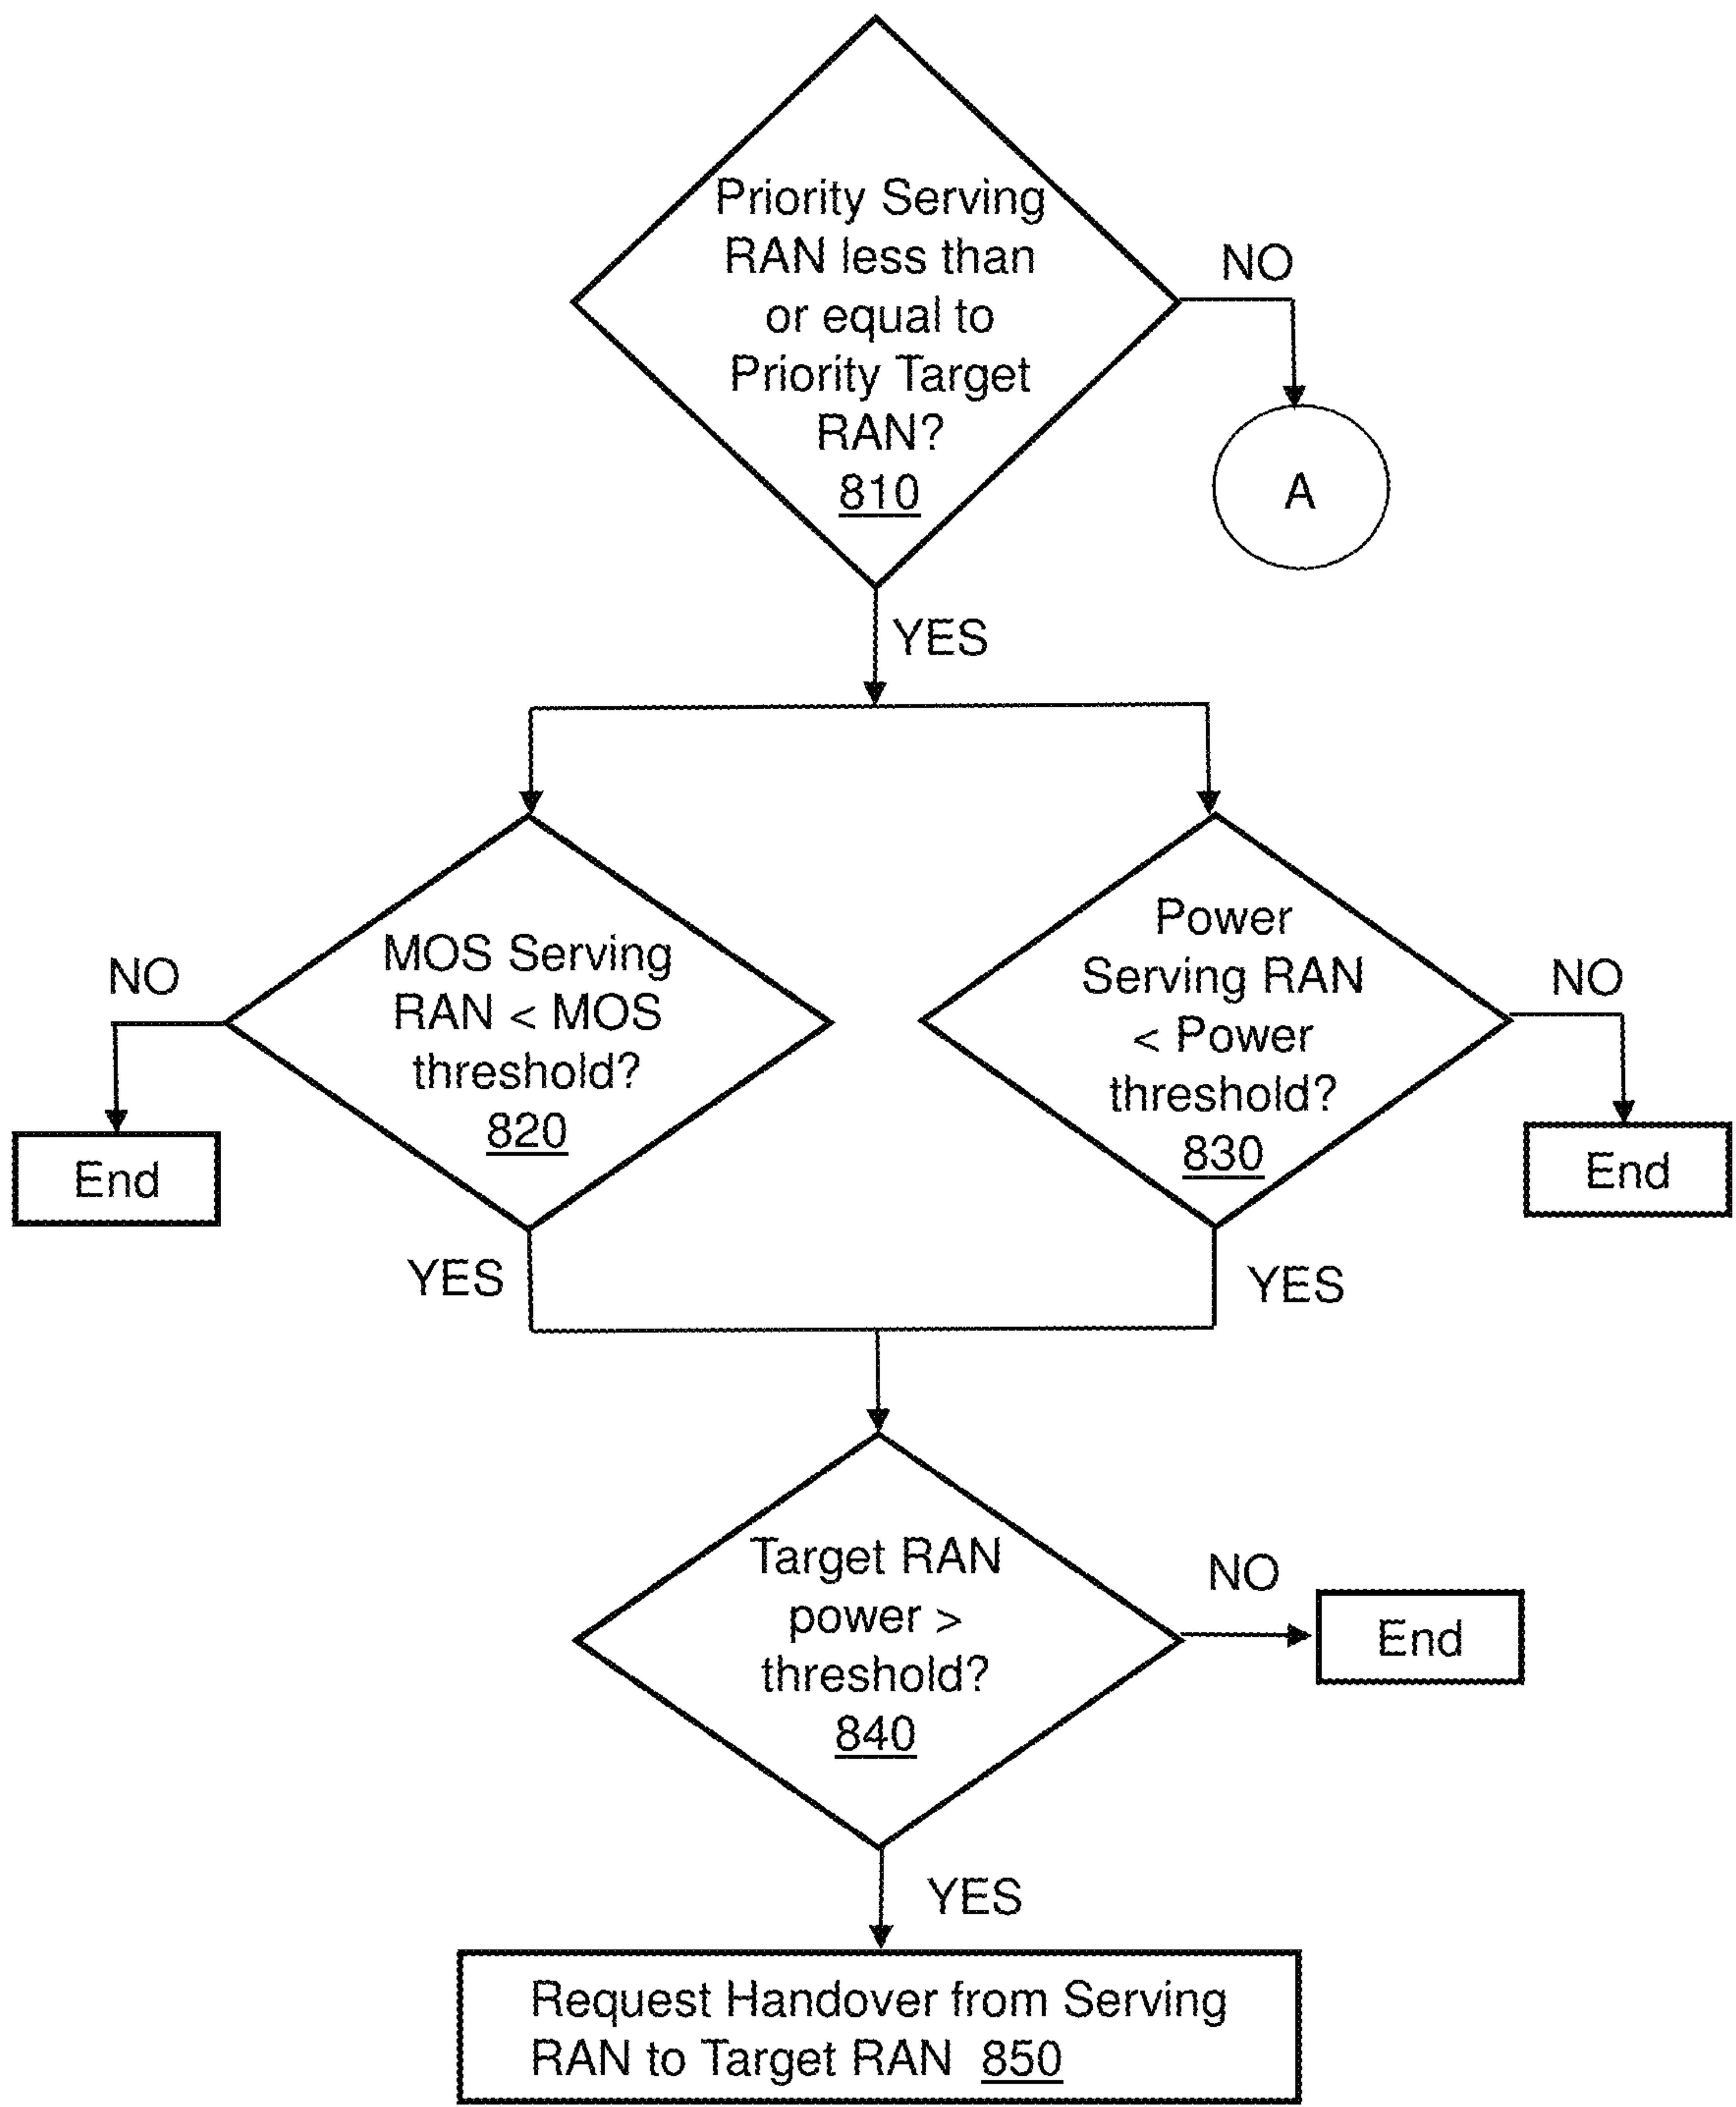 Priority Serving
RAN less than
or equal to
Priority Target
RAN?
810
NO
A
YES
MOS Serving
RAN < MOS
threshold?
820
NO
End
YES
Power
Serving RAN
< Power
threshold?
830
NO
End
YES
Target RAN
power >
threshold?
840
NO
End
YES
Request Handover from Serving
RAN to Target RAN 850